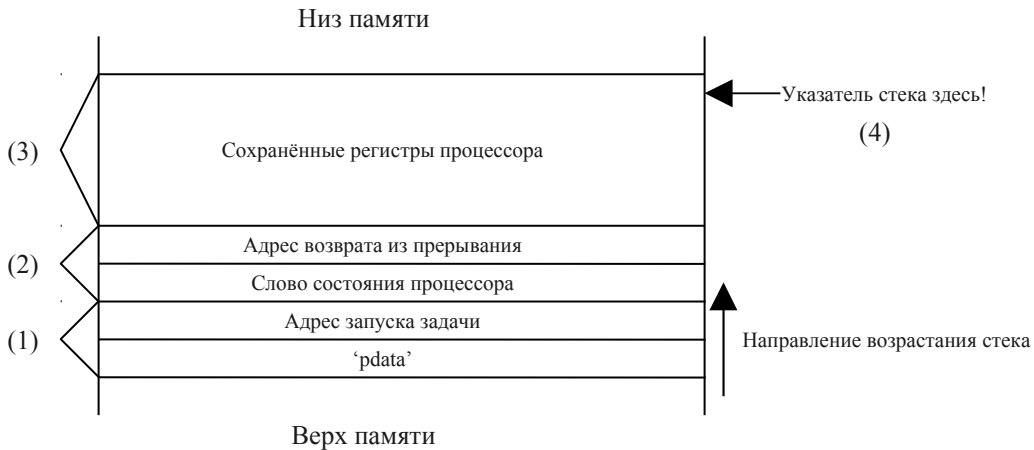 Низ памяти
Указатель стека здесь!
(4)
(3)
Сохранённые регистры процессора
Адрес возврата из прерывания
(2)
Слово состояния процессора
Адрес запуска задачи
(1)
Направление возрастания стека
‘pdata’
Верх памяти